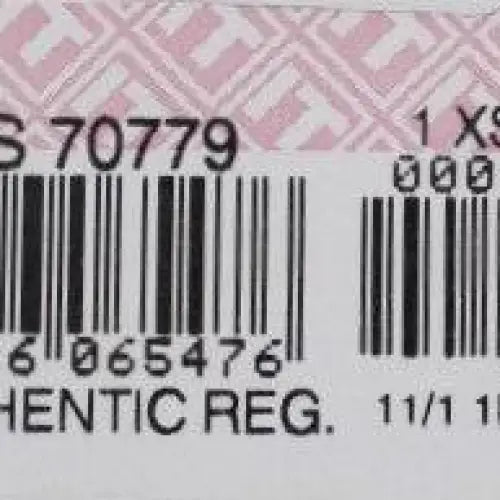 S 70779
1 XS
000
6 065476
HENTIC REG.
11/1 1